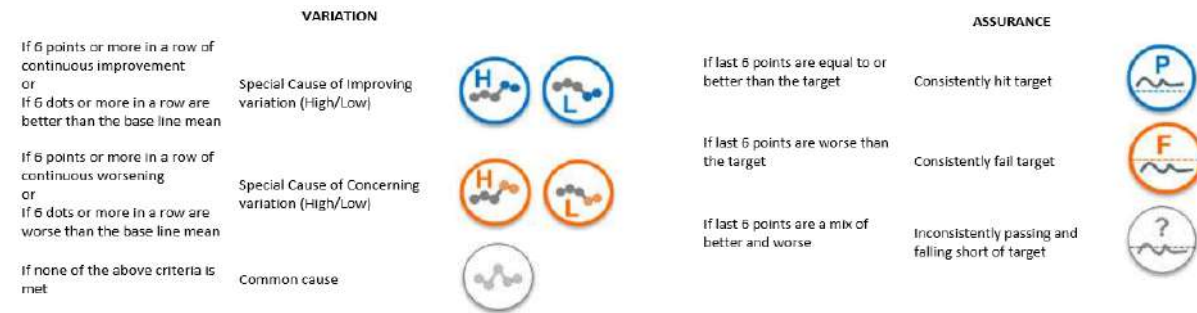 VARIATION
If 6 points or more in a row of
continuous improvement
or
If 6 dots or more in a row are
better than the base line mean
Special Cause of Improving
variation (High/Low)
H
L
If 6 points or more in a row of
continuous worsening
or
If 6 dots or more in a row are
worse than the base line mean
Special Cause of Concerning
variation (High/Low)
H
L
If none of the above criteria is
met
Common cause
ASSURANCE
If last 6 points are equal to or
better than the target
Consistently hit target
P
If last 6 points are worse than
the target
Consistently fail target
F
If last 6 points are a mix of
better and worse
Inconsistently passing and
falling short of target
?